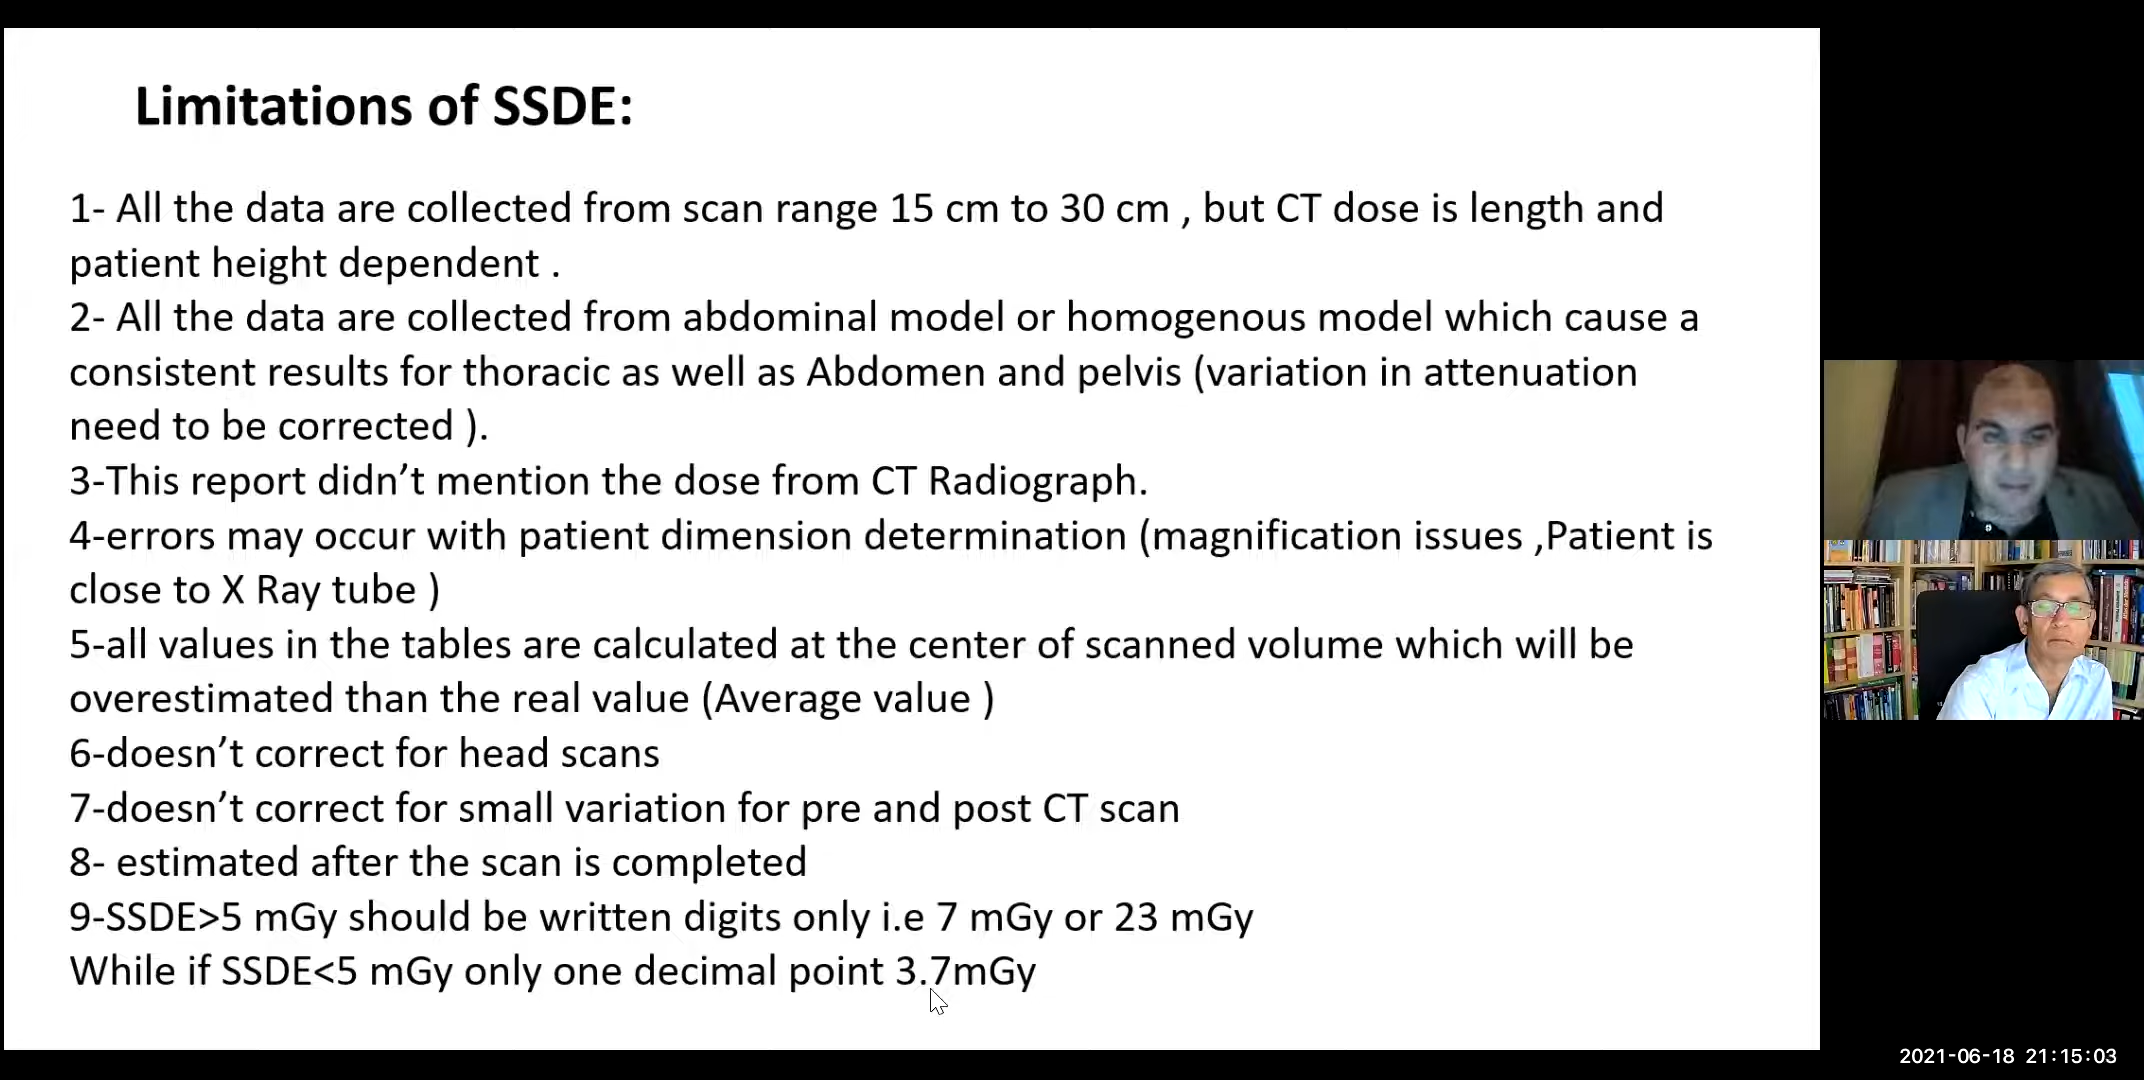 Limitations of SSDE:
1- All the data are collected from scan range 15 cm to 30 cm , but CT dose is length and
patient height dependent .
2- All the data are collected from abdominal model or homogenous model which cause a
consistent results for thoracic as well as Abdomen and pelvis (variation in attenuation
need to be corrected ).
3-This report didn’t mention the dose from CT Radiograph.
4-errors may occur with patient dimension determination (magnification issues ,Patient is
close to X Ray tube )
5-all values in the tables are calculated at the center of scanned volume which will be
overestimated than the real value (Average value )
6-doesn’t correct for head scans
7-doesn’t correct for small variation for pre and post CT scan
8- estimated after the scan is completed
9-SSDE>5 mGy should be written digits only i.e 7 mGy or 23 mGy
While if SSDE<5 mGy only one decimal point 3.7mGy
2021-06-18 21:15:03